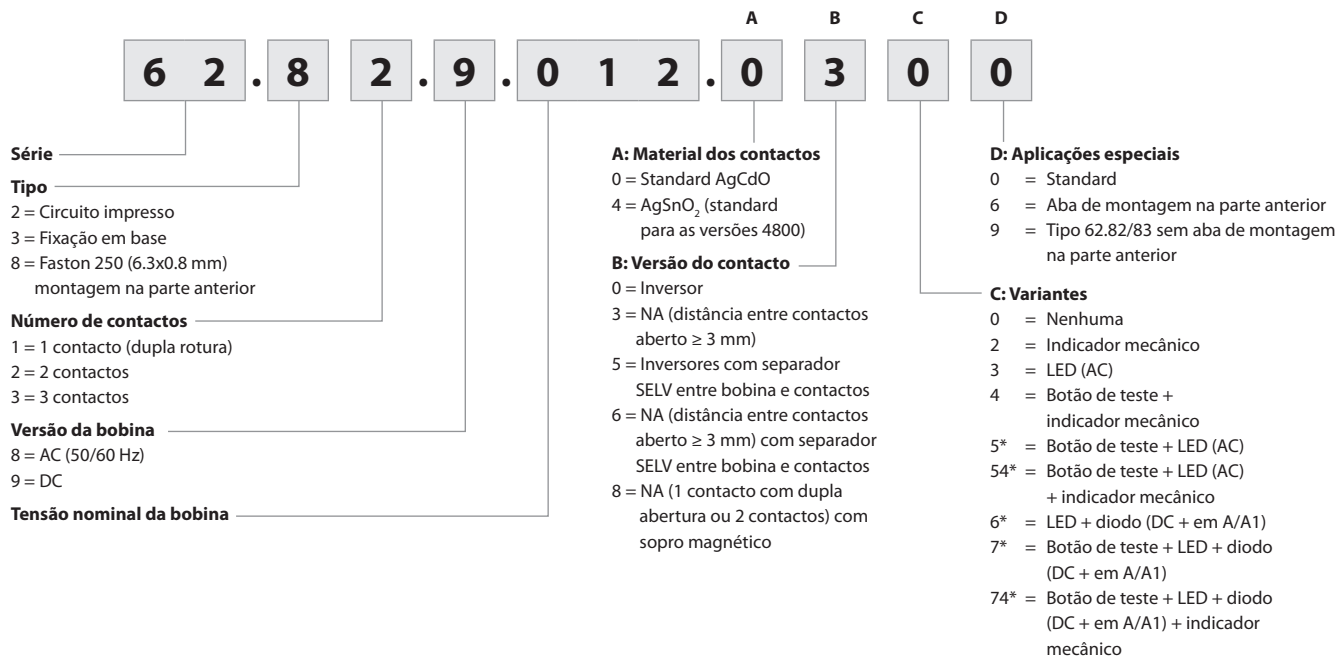 A B C D
6 2 . 8 2 . 9 . 0 1 2 . 0 3 0 0
Série
Tipo
2 = Circuito impresso
3 = Fixação em base
8 = Faston 250 (6.3x0.8 mm)
montagem na parte anterior
Número de contactos
1 = 1 contacto (dupla rotura)
2 = 2 contactos
3 = 3 contactos
Versão da bobina
8 = AC (50/60 Hz)
9 = DC
Tensão nominal da bobina
A: Material dos contactos
0 = Standard AgCdO
4 = AgSnO₂ (standard
para as versões 4800)
B: Versão do contacto
0 = Inversor
3 = NA (distância entre contactos
aberto ≥ 3 mm)
5 = Inversores com separador
SELV entre bobina e contactos
6 = NA (distância entre contactos
aberto ≥ 3 mm) com separador
SELV entre bobina e contactos
8 = NA (1 contacto com dupla
abertura ou 2 contactos) com
sopro magnético
D: Aplicações especiais
0 = Standard
6 = Aba de montagem na parte anterior
9 = Tipo 62.82/83 sem aba de montagem
na parte anterior
C: Variantes
0 = Nenhuma
2 = Indicador mecânico
3 = LED (AC)
4 = Botão de teste +
indicador mecânico
5* = Botão de teste + LED (AC)
54* = Botão de teste + LED (AC)
+ indicador mecânico
6* = LED + diodo (DC + em A/A1)
7* = Botão de teste + LED + diodo
(DC + em A/A1)
74* = Botão de teste + LED + diodo
(DC + em A/A1) + indicador
mecânico